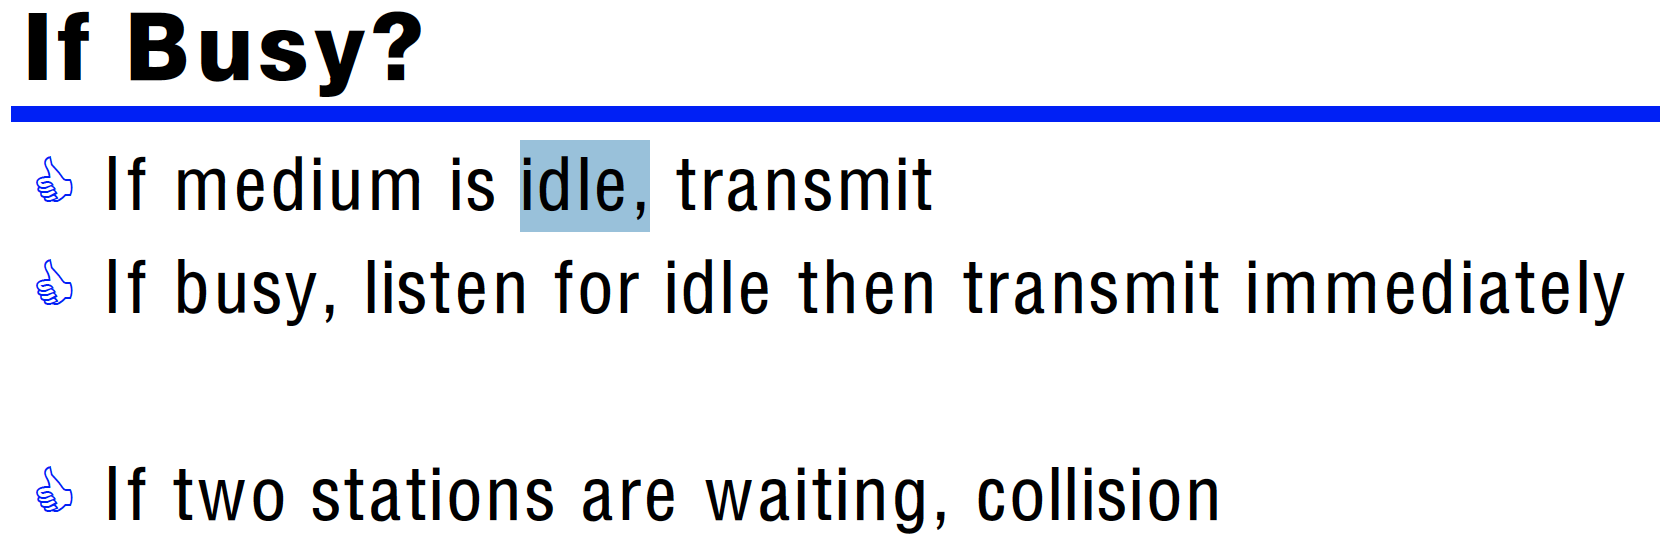 If Busy?
If medium is idle, transmit
If busy, listen for idle then transmit immediately
If two stations are waiting, collision